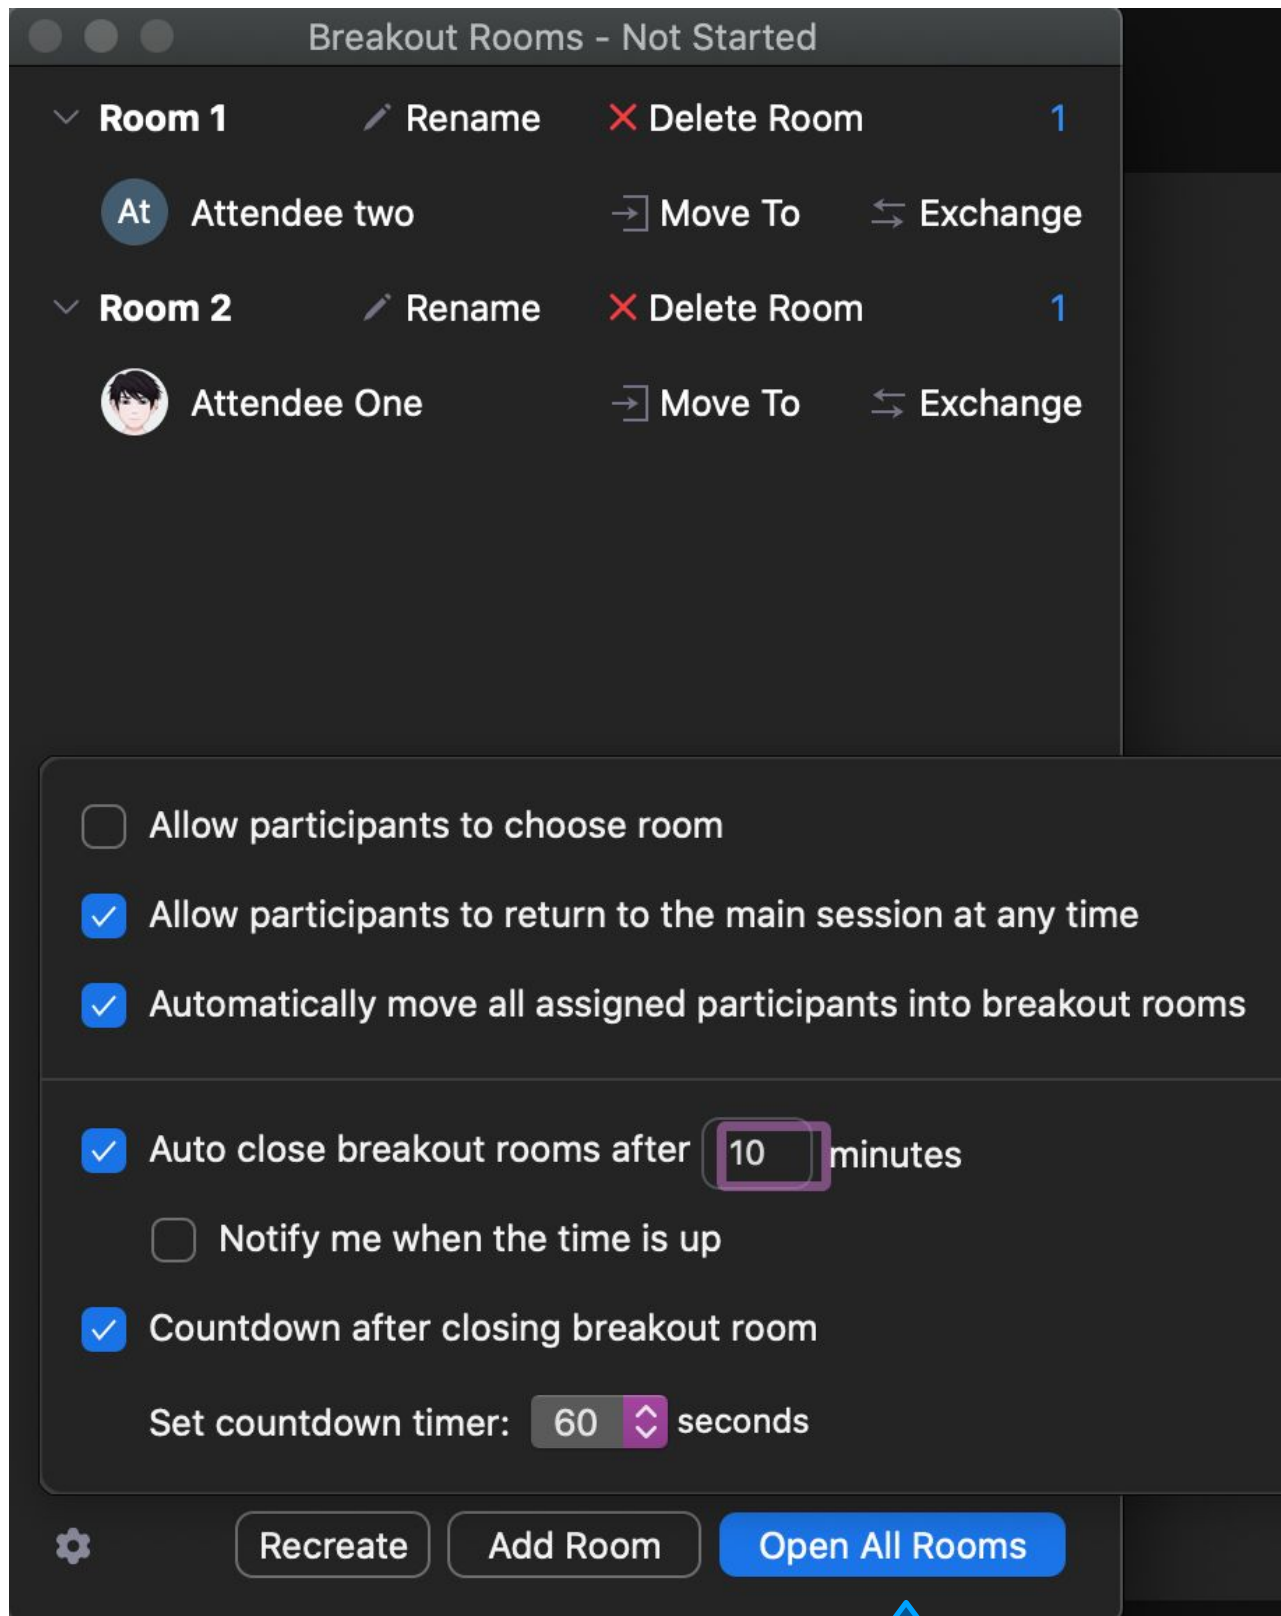 Breakout Rooms - Not Started
Room 1 Rename Delete Room 1
At Attendee two Move To Exchange
Room 2 Rename Delete Room 1
Attendee One Move To Exchange
Allow participants to choose room
Allow participants to return to the main session at any time
Automatically move all assigned participants into breakout rooms
Auto close breakout rooms after 10 minutes
Notify me when the time is up
Countdown after closing breakout room
Set countdown timer: 60 seconds
Recreate Add Room Open All Rooms